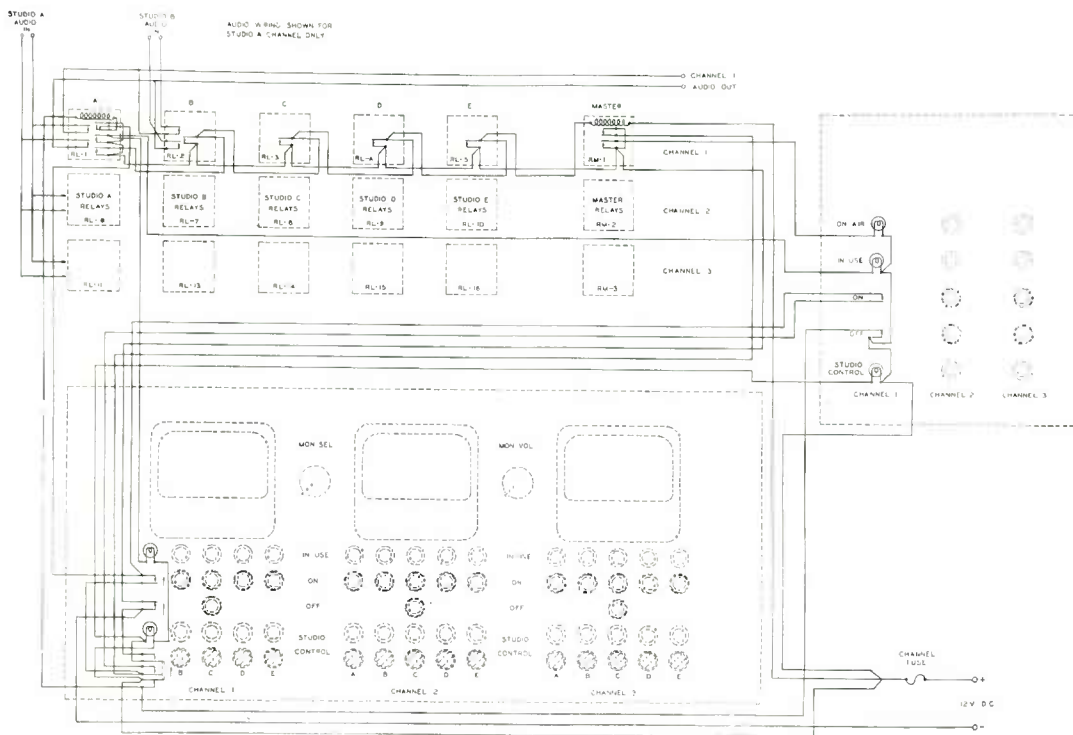 STUDIO A
AUDIO
IN
STUDIO B
AUDIO
AUDIO WIRING SHOWN FOR
STUDIO A CHANNEL ONLY
CHANNEL 1
AUDIO OUT
A
B
C
D
E
MASTER
RL-1
RL-2
RL-3
RL-4
RL-5
RM-1
CHANNEL 1
STUDIO A
RELAYS
STUDIO B
RELAYS
RL-7
STUDIO C
RELAYS
STUDIO D
RELAYS
RL-9
STUDIO E
RELAYS
RL-10
MASTER
RELAYS
RM-2
CHANNEL 2
RL-11
RL-13
RL-14
RL-15
RL-16
RM-3
CHANNEL 3
ON AIR
IN USE
ON
OFF
STUDIO
CONTROL
CHANNEL 1
CHANNEL 2
CHANNEL 3
MON SEL
MON VOL
IN USE
IN USE
ON
ON
OFF
OFF
STUDIO
CONTROL
STUDIO
CONTROL
B C D E
A B C D E
A B C D E
CHANNEL 1
CHANNEL 2
CHANNEL 3
CHANNEL
FUSE
+
12V D.C.
-